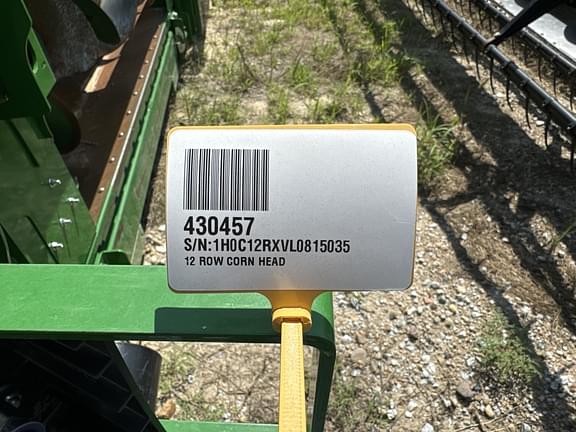 430457
S/N:1H0C12RXVL0815035
12 ROW CORN HEAD